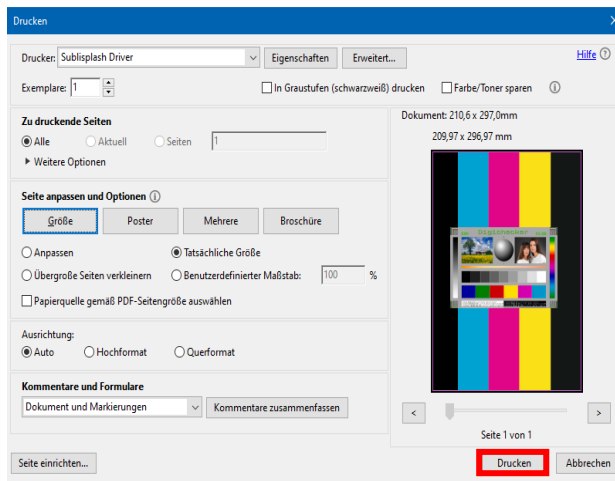 Drucken
Drucker: Sublisplash Driver Eigenschaften Erweitert... Hilfe
Exemplare: 1 In Graustufen (schwarzweiß) drucken Farbe/Toner sparen
Zu druckende Seiten
Alle Aktuell Seiten 1
Weitere Optionen
Seite anpassen und Optionen
Größe Poster Mehrere Broschüre
Anpassen Tatsächliche Größe
Übergroße Seiten verkleinern Benutzerdefinierter Maßstab: 100 %
Papierquelle gemäß PDF-Seitengröße auswählen
Ausrichtung:
Auto Hochformat Querformat
Kommentare und Formulare
Dokument und Markierungen Kommentare zusammenfassen
Dokument: 210,6 x 297,0mm
209,97 x 296,97 mm
< >
Seite 1 von 1
Seite einrichten... Drucken Abbrechen